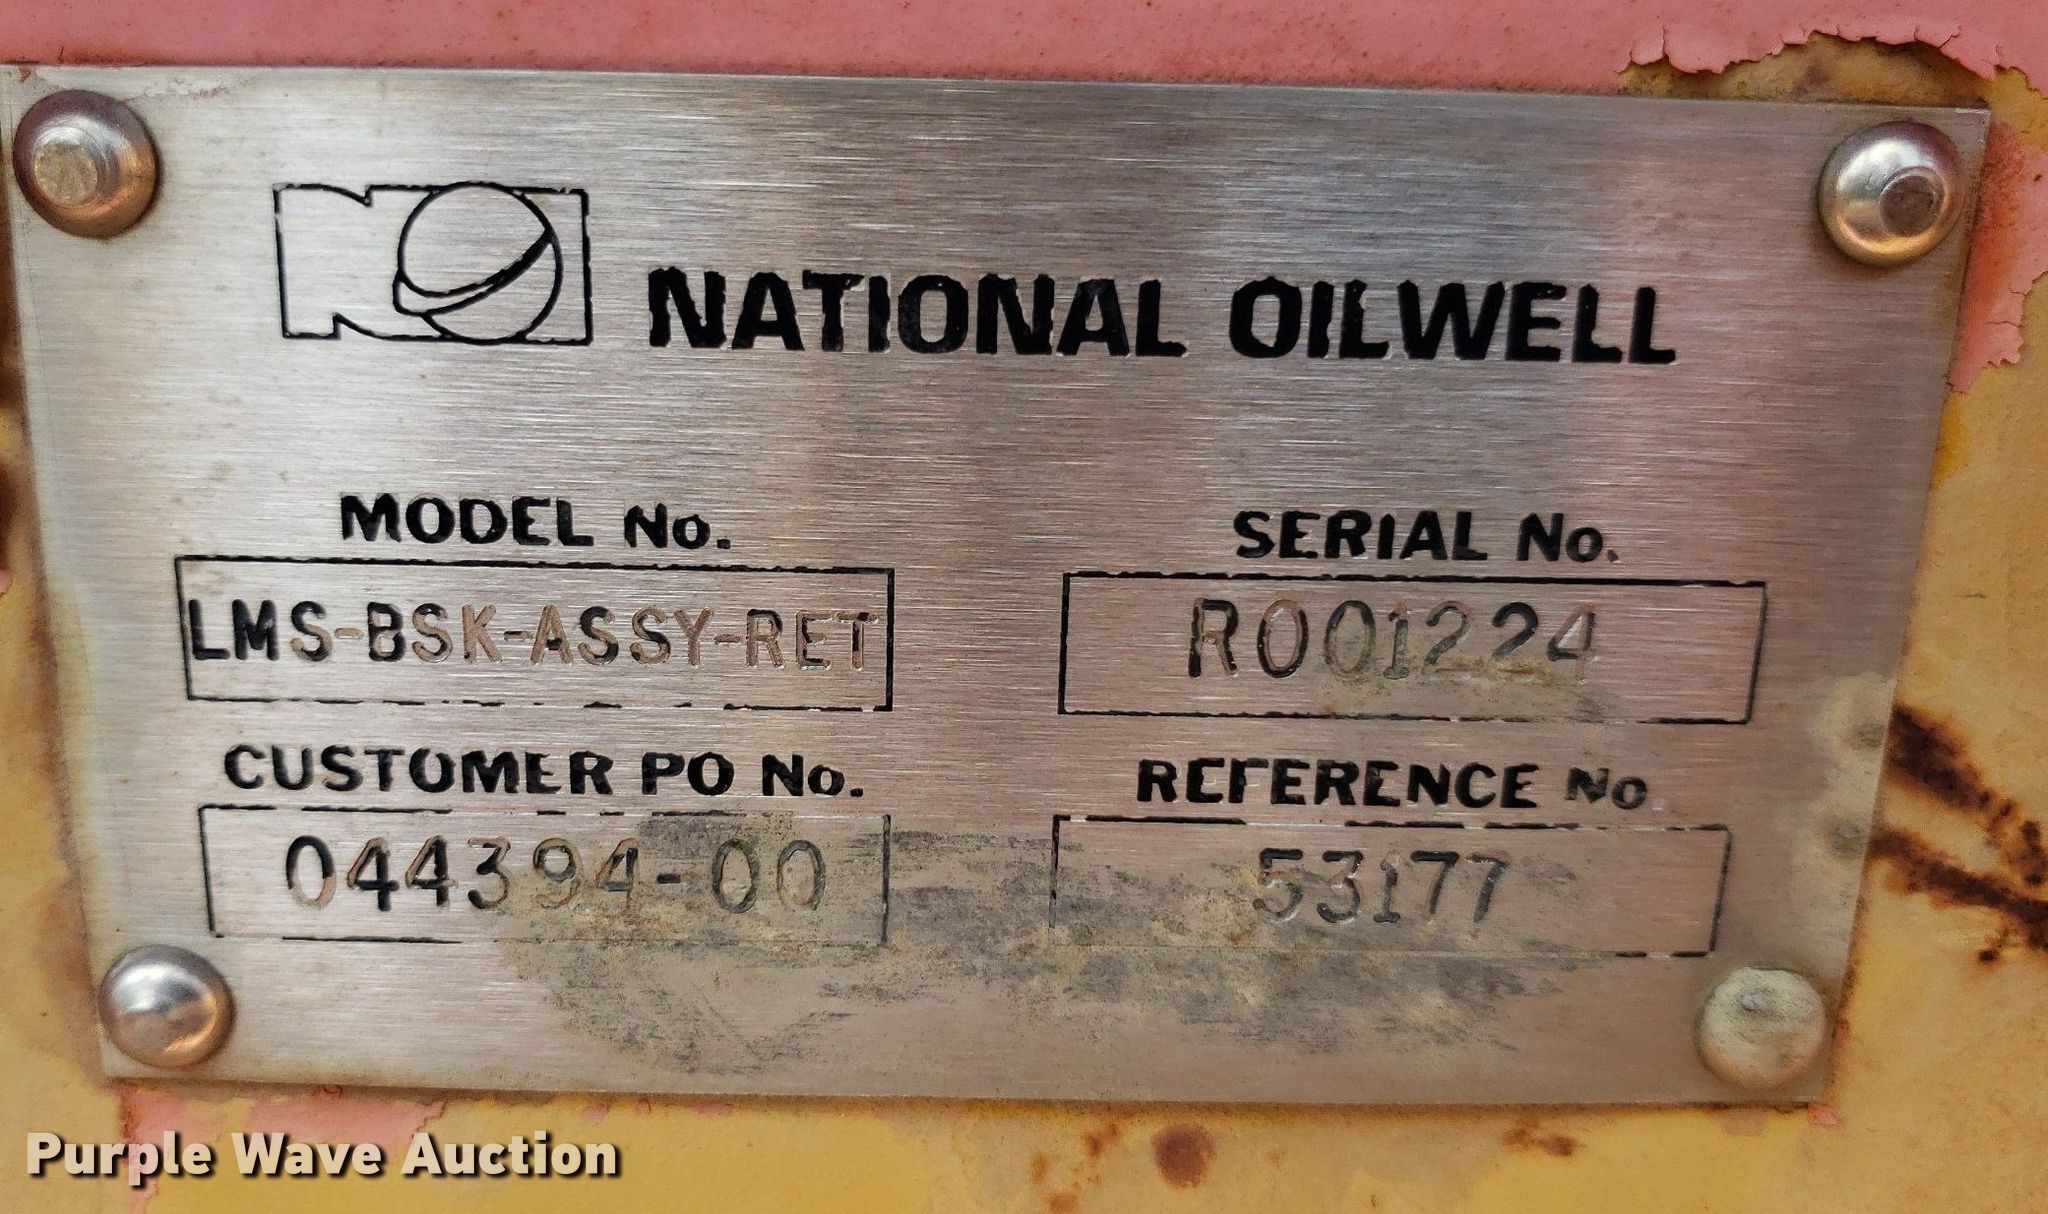 NOI NATIONAL OILWELL
MODEL No. SERIAL No.
LMS-BSK-ASSY-RET R001224
CUSTOMER PO No. REFERENCE No
044394-00 53177
Purple Wave Auction